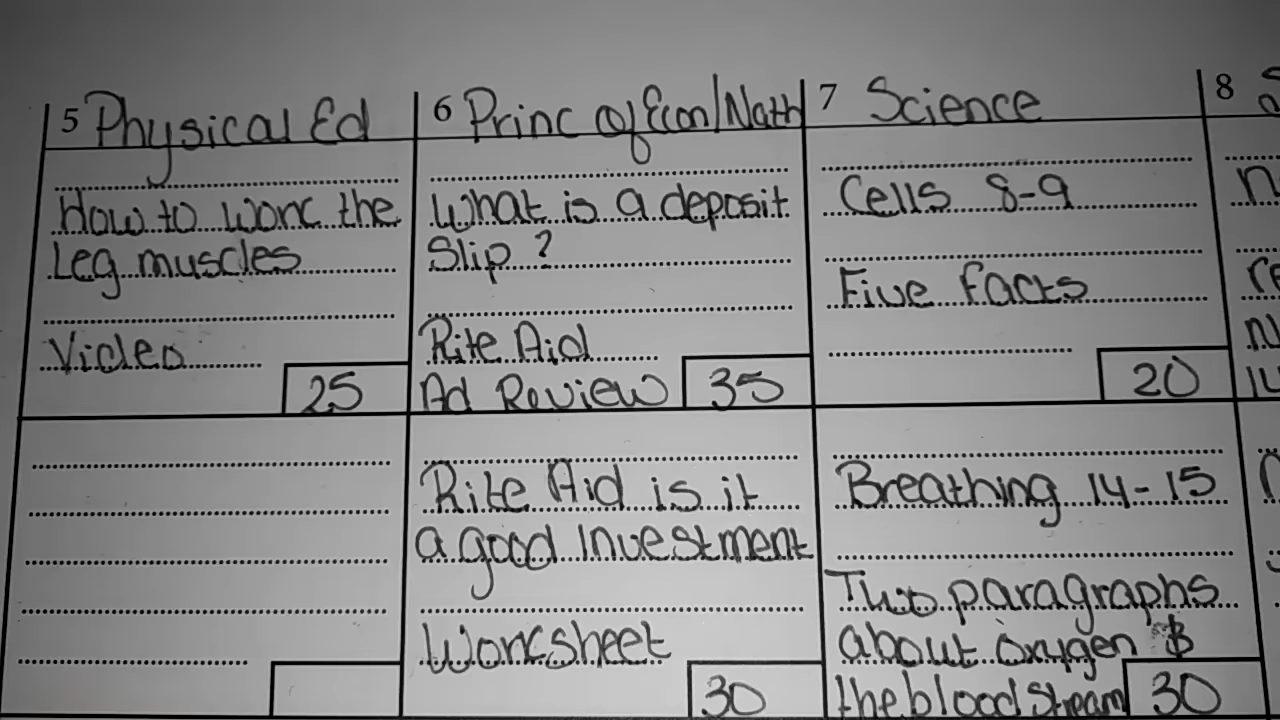 5 Physical Ed
How to work the
Leg muscles
Video
25
6 Princ of Econ/Math
What is a deposit
Slip?
Rite Aid
Ad Review
35
Rite Aid is it
a good Investment
Worksheet
30
7 Science
Cells 8-9
Five facts
20
Breathing 14-15
Two paragraphs
about oxygen &
the blood stream
30
8